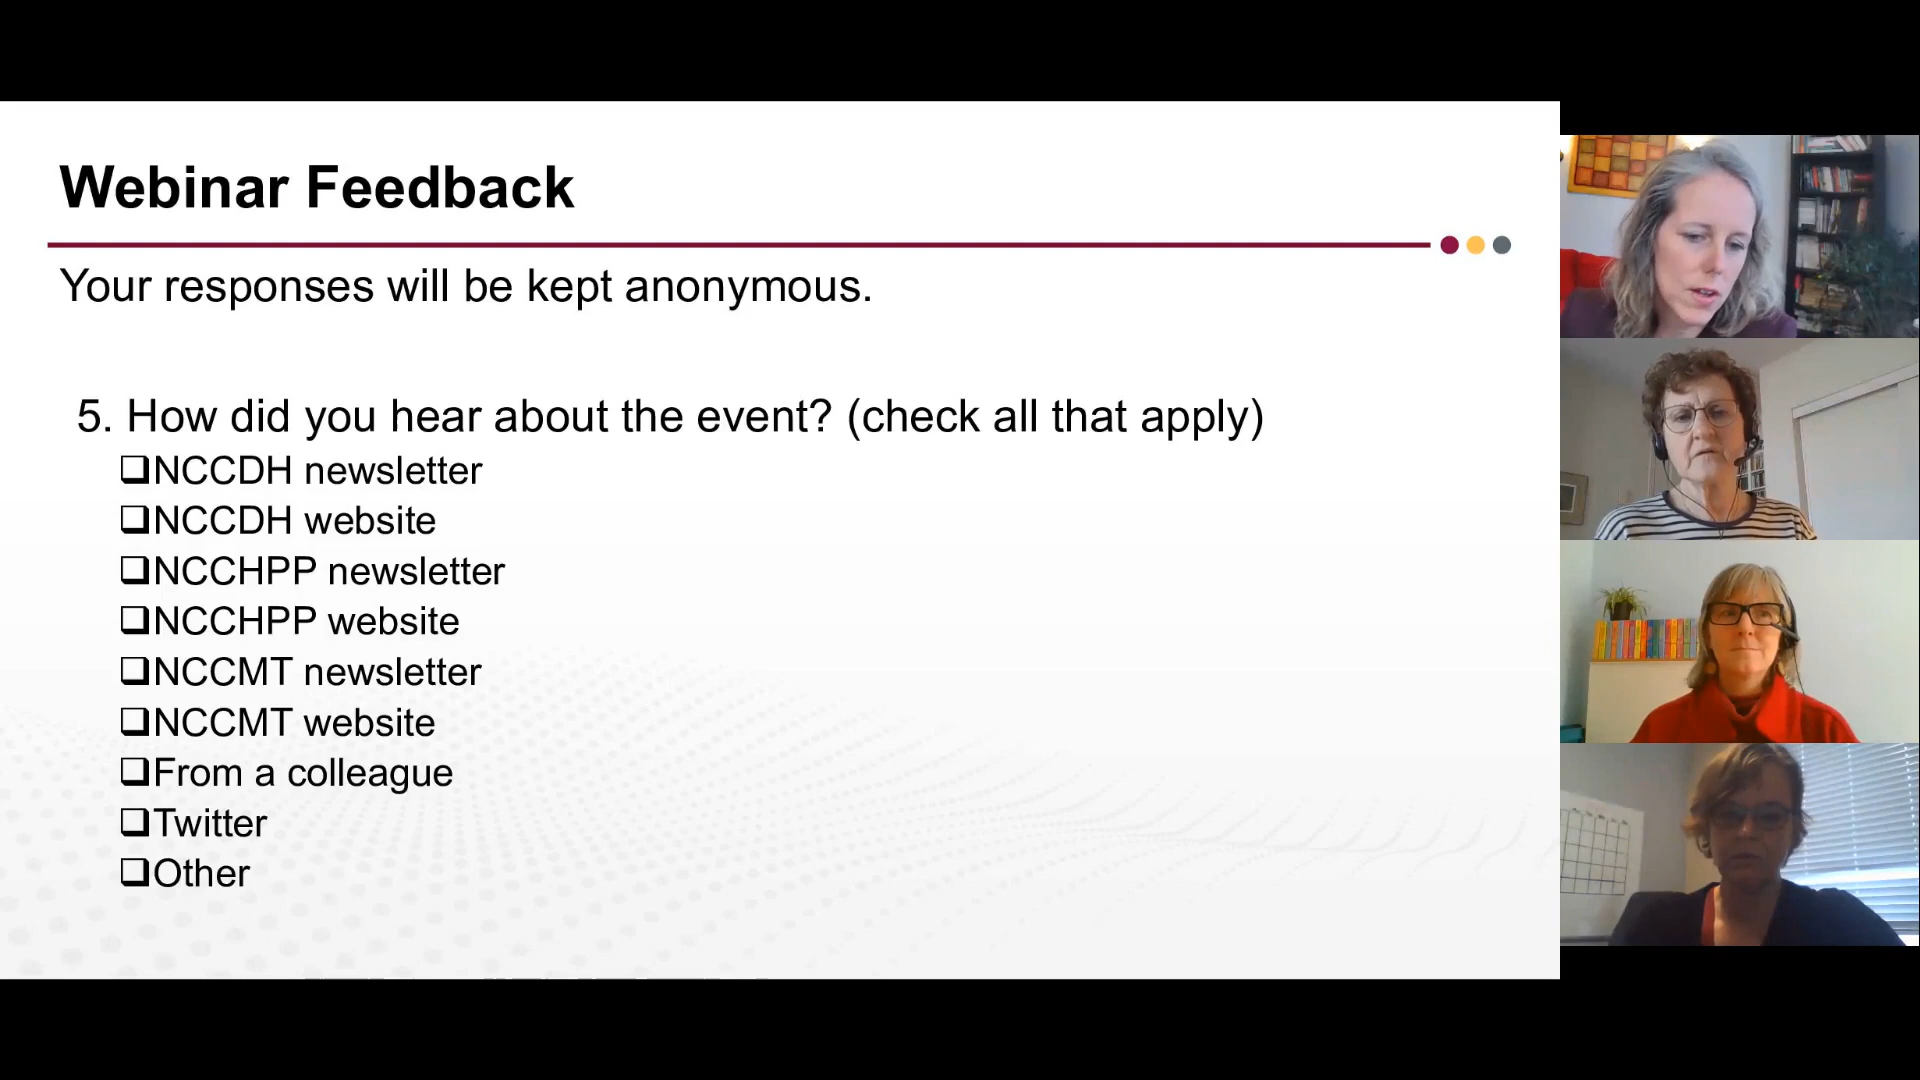 Webinar Feedback
Your responses will be kept anonymous.
5. How did you hear about the event? (check all that apply)
❑NCCDH newsletter
❑NCCDH website
❑NCCHPP newsletter
❑NCCHPP website
❑NCCMT newsletter
❑NCCMT website
❑From a colleague
❑Twitter
❑Other